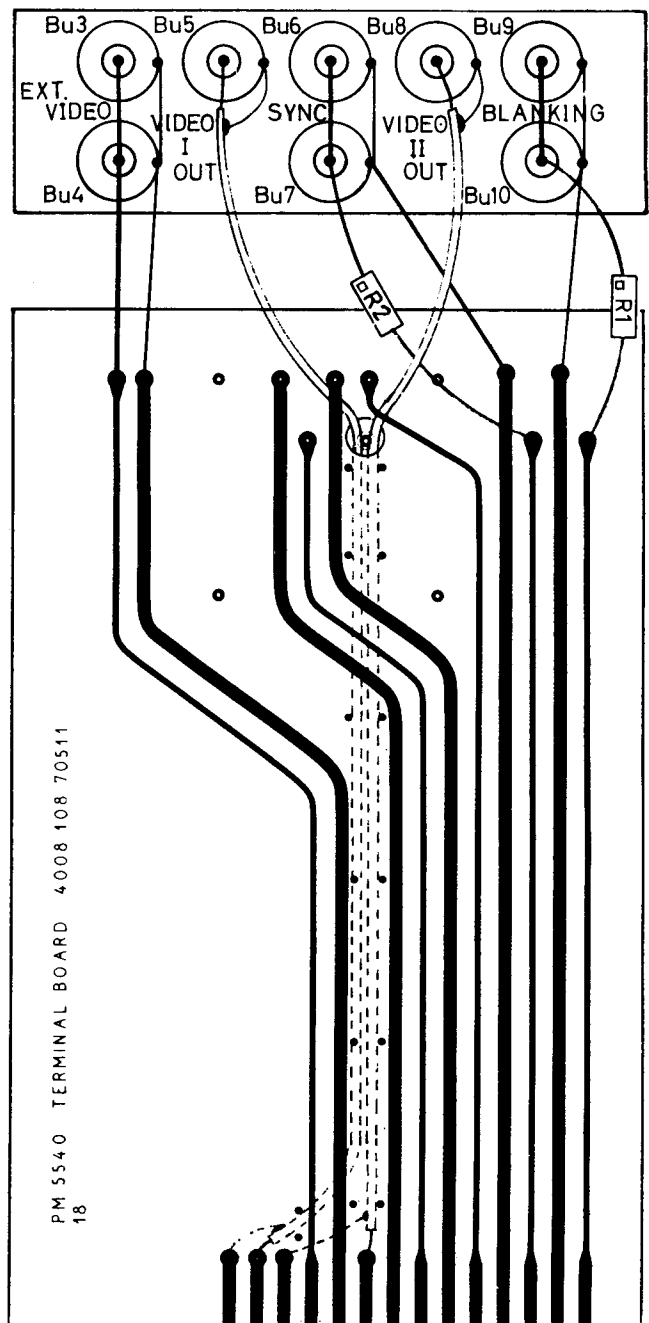 Bu3
Bu5
Bu6
Bu8
Bu9
EXT.
VIDEO
VIDEO
I
OUT
SYNC
VIDEO
II
OUT
BLANKING
Bu4
Bu7
Bu10
R2
R1
PM 5540 TERMINAL BOARD 4008 108 70511
18